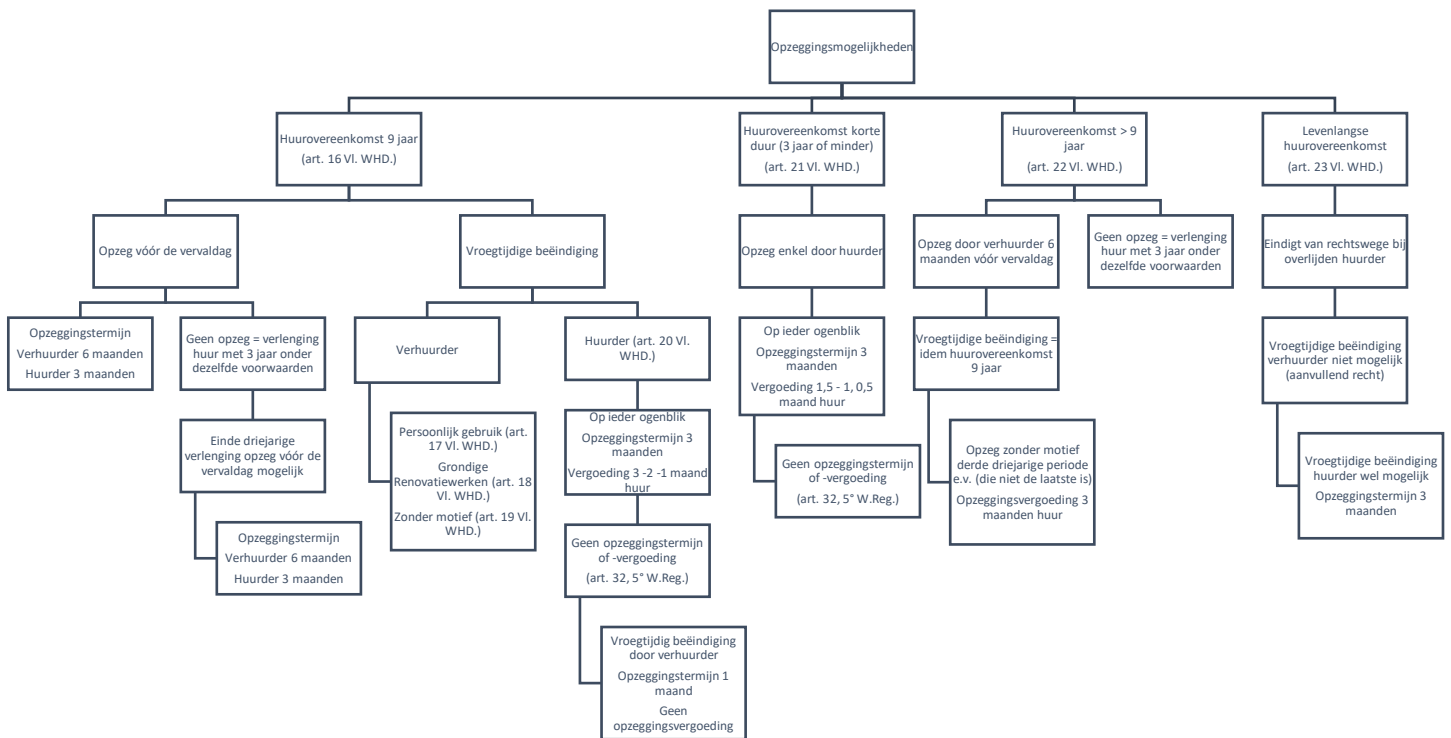 Opzeggingsmogelijkheden
Huurovereenkomst 9 jaar
(art. 16 Vl. WHD.)
Opzeg vóór de vervaldag
Opzeggingstermijn
Verhuurder 6 maanden
Huurder 3 maanden
Geen opzeg = verlenging
huur met 3 jaar onder
dezelfde voorwaarden
Einde driejarige
verlenging opzeg vóór de
vervaldag mogelijk
Opzeggingstermijn
Verhuurder 6 maanden
Huurder 3 maanden
Vroegtijdige beëindiging
Verhuurder
Persoonlijk gebruik (art.
17 Vl. WHD.)
Grondige
Renovatiewerken (art. 18
Vl. WHD.)
Zonder motief (art. 19 Vl.
WHD.)
Huurder (art. 20 Vl.
WHD.)
Op ieder ogenblik
Opzeggingstermijn 3
maanden
Vergoeding 3 -2 -1 maand
huur
Geen opzeggingstermijn
of -vergoeding
(art. 32, 5° W.Reg.)
Vroegtijdig beëindiging
door verhuurder
Opzeggingstermijn 1
maand
Geen
opzeggingsvergoeding
Huurovereenkomst korte
duur (3 jaar of minder)
(art. 21 Vl. WHD.)
Opzeg enkel door huurder
Op ieder ogenblik
Opzeggingstermijn 3
maanden
Vergoeding 1,5 - 1, 0,5
maand huur
Geen opzeggingstermijn
of -vergoeding
(art. 32, 5° W.Reg.)
Huurovereenkomst > 9
jaar
(art. 22 Vl. WHD.)
Opzeg door verhuurder 6
maanden vóór vervaldag
Vroegtijdige beëindiging =
idem huurovereenkomst
9 jaar
Opzeg zonder motief
derde driejarige periode
e.v. (die niet de laatste is)
Opzeggingsvergoeding 3
maanden huur
Geen opzeg = verlenging
huur met 3 jaar onder
dezelfde voorwaarden
Levenlangse
huurovereenkomst
(art. 23 Vl. WHD.)
Eindigt van rechtswege bij
overlijden huurder
Vroegtijdige beëindiging
verhuurder niet mogelijk
(aanvullend recht)
Vroegtijdige beëindiging
huurder wel mogelijk
Opzeggingstermijn 3
maanden